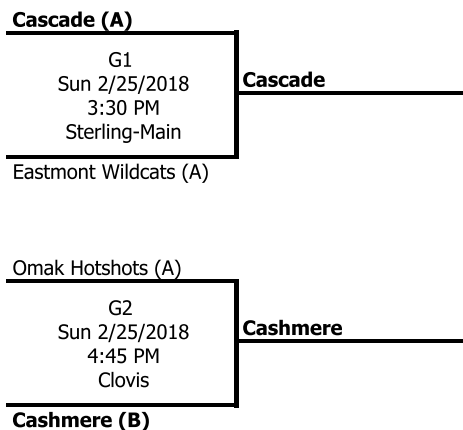 Cascade (A)
G1
Sun 2/25/2018
3:30 PM
Sterling-Main
Cascade
Eastmont Wildcats (A)
Omak Hotshots (A)
G2
Sun 2/25/2018
4:45 PM
Clovis
Cashmere
Cashmere (B)